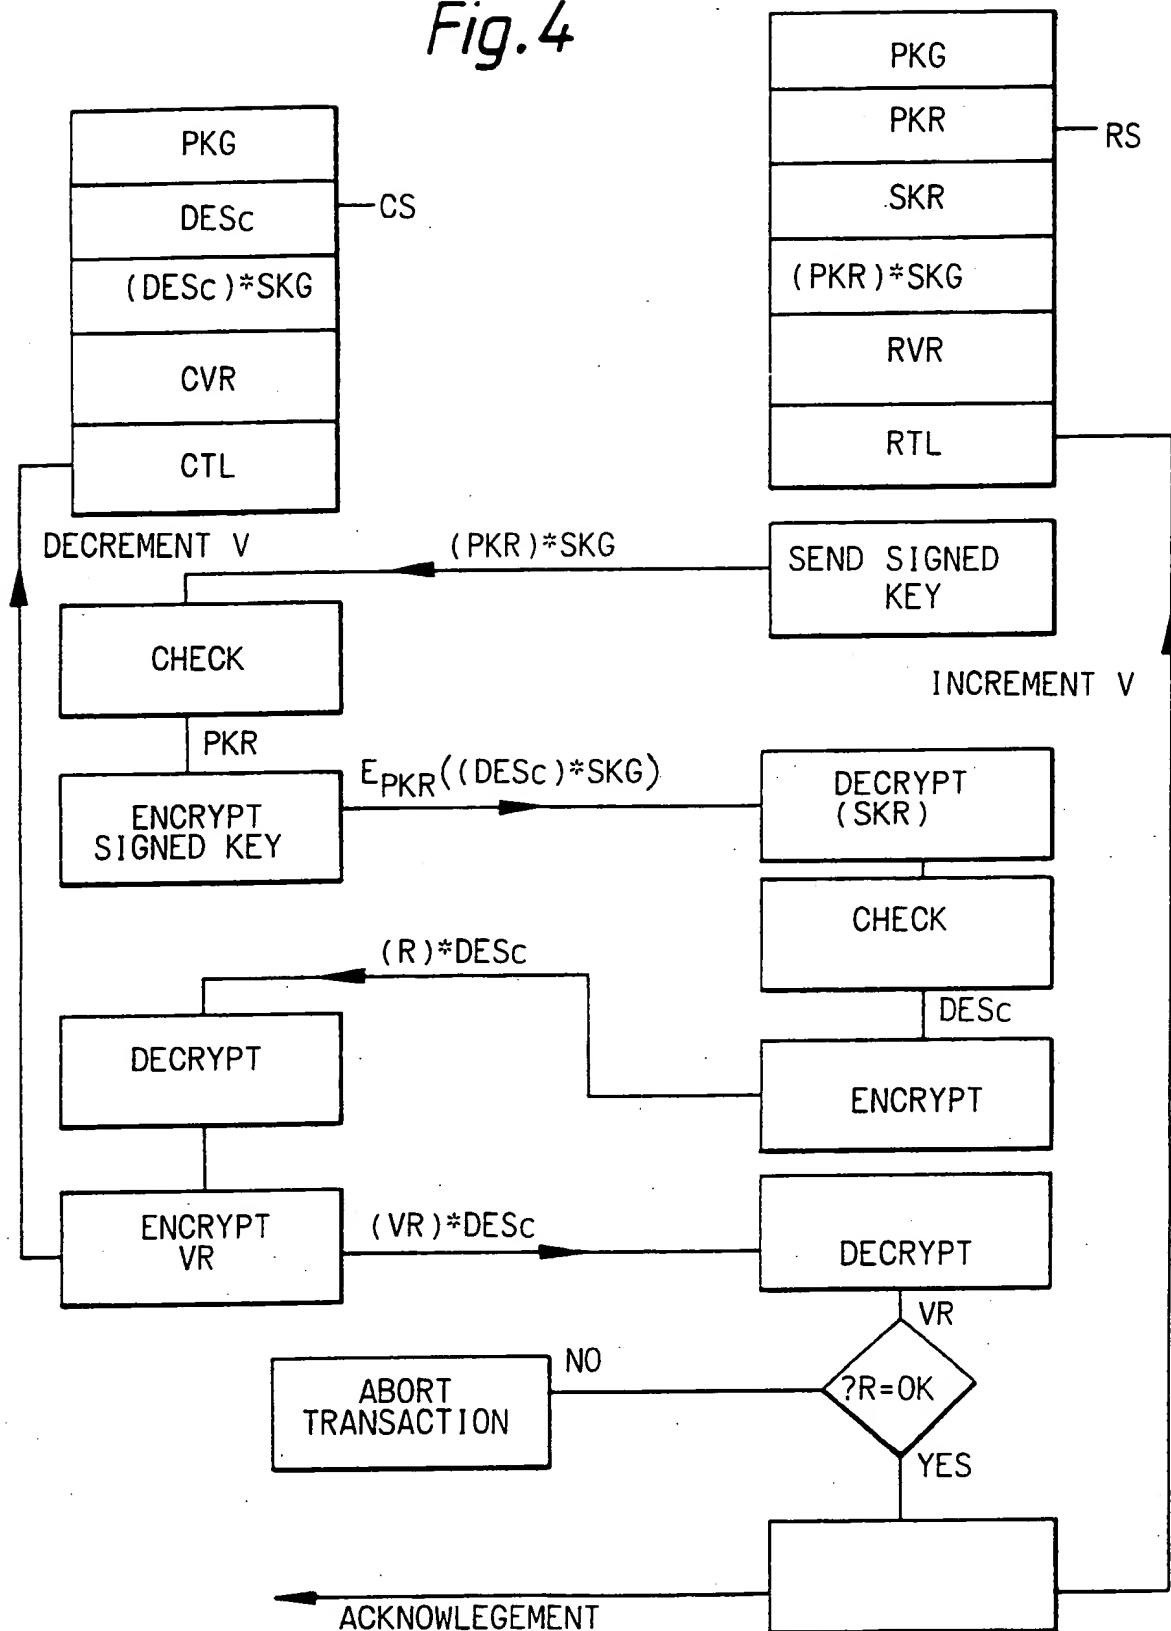 Fig.4
PKG
DESc
CS
(DESc)*SKG
CVR
CTL
PKG
PKR
RS
SKR
(PKR)*SKG
RVR
RTL
DECREMENT V
(PKR)*SKG
SEND SIGNED
KEY
CHECK
INCREMENT V
PKR
ENCRYPT
SIGNED KEY
EPKR((DESc)*SKG)
DECRYPT
(SKR)
CHECK
(R)*DESc
DESc
DECRYPT
ENCRYPT
ENCRYPT
VR
(VR)*DESc
DECRYPT
VR
?R=OK
NO
ABORT
TRANSACTION
YES
ACKNOWLEGEMENT